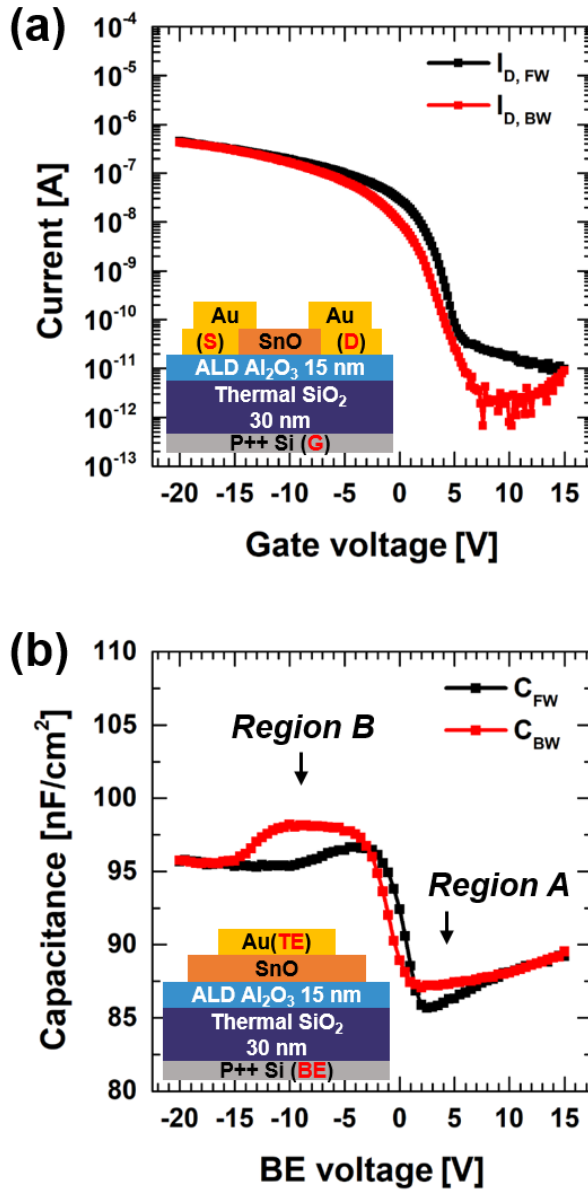 (a)
10⁻⁴
10⁻⁵
10⁻⁶
10⁻⁷
10⁻⁸
10⁻⁹
10⁻¹⁰
10⁻¹¹
10⁻¹²
10⁻¹³
Current [A]
I_D, FW
I_D, BW
Au Au
(S) SnO (D)
ALD Al₂O₃ 15 nm
Thermal SiO₂
30 nm
P++ Si (G)
-20 -15 -10 -5 0 5 10 15
Gate voltage [V]
(b)
110
105
100
95
90
85
80
Capacitance [nF/cm²]
C_FW
C_BW
Region B
Region A
Au(TE)
SnO
ALD Al₂O₃ 15 nm
Thermal SiO₂
30 nm
P++ Si (BE)
-20 -15 -10 -5 0 5 10 15
BE voltage [V]